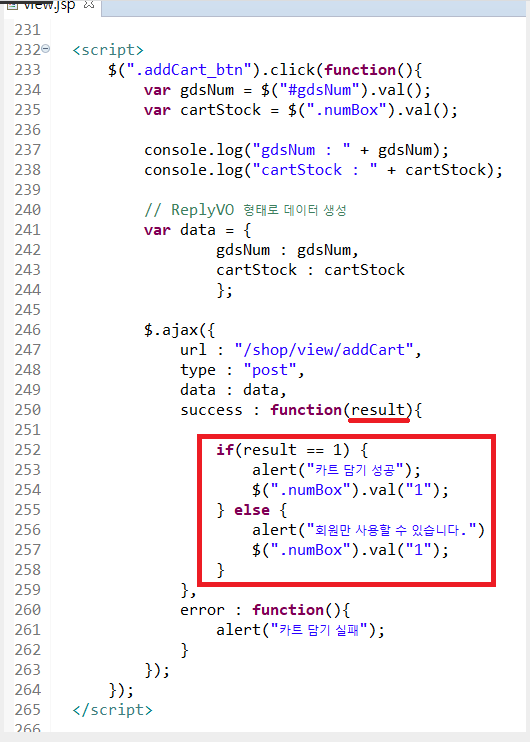 view.jsp
231
232 <script>
233 $(".addCart_btn").click(function(){
234 var gdsNum = $("#gdsNum").val();
235 var cartStock = $(".numBox").val();
236
237 console.log("gdsNum : " + gdsNum);
238 console.log("cartStock : " + cartStock);
239
240 // ReplyVO 형태로 데이터 생성
241 var data = {
242 gdsNum : gdsNum,
243 cartStock : cartStock
244 };
245
246 $.ajax({
247 url : "/shop/view/addCart",
248 type : "post",
249 data : data,
250 success : function(result){
251
252 if(result == 1) {
253 alert("카트 담기 성공");
254 $(".numBox").val("1");
255 } else {
256 alert("회원만 사용할 수 있습니다.")
257 $(".numBox").val("1");
258 }
259 },
260 error : function(){
261 alert("카트 담기 실패");
262 }
263 });
264 });
265 </script>
266